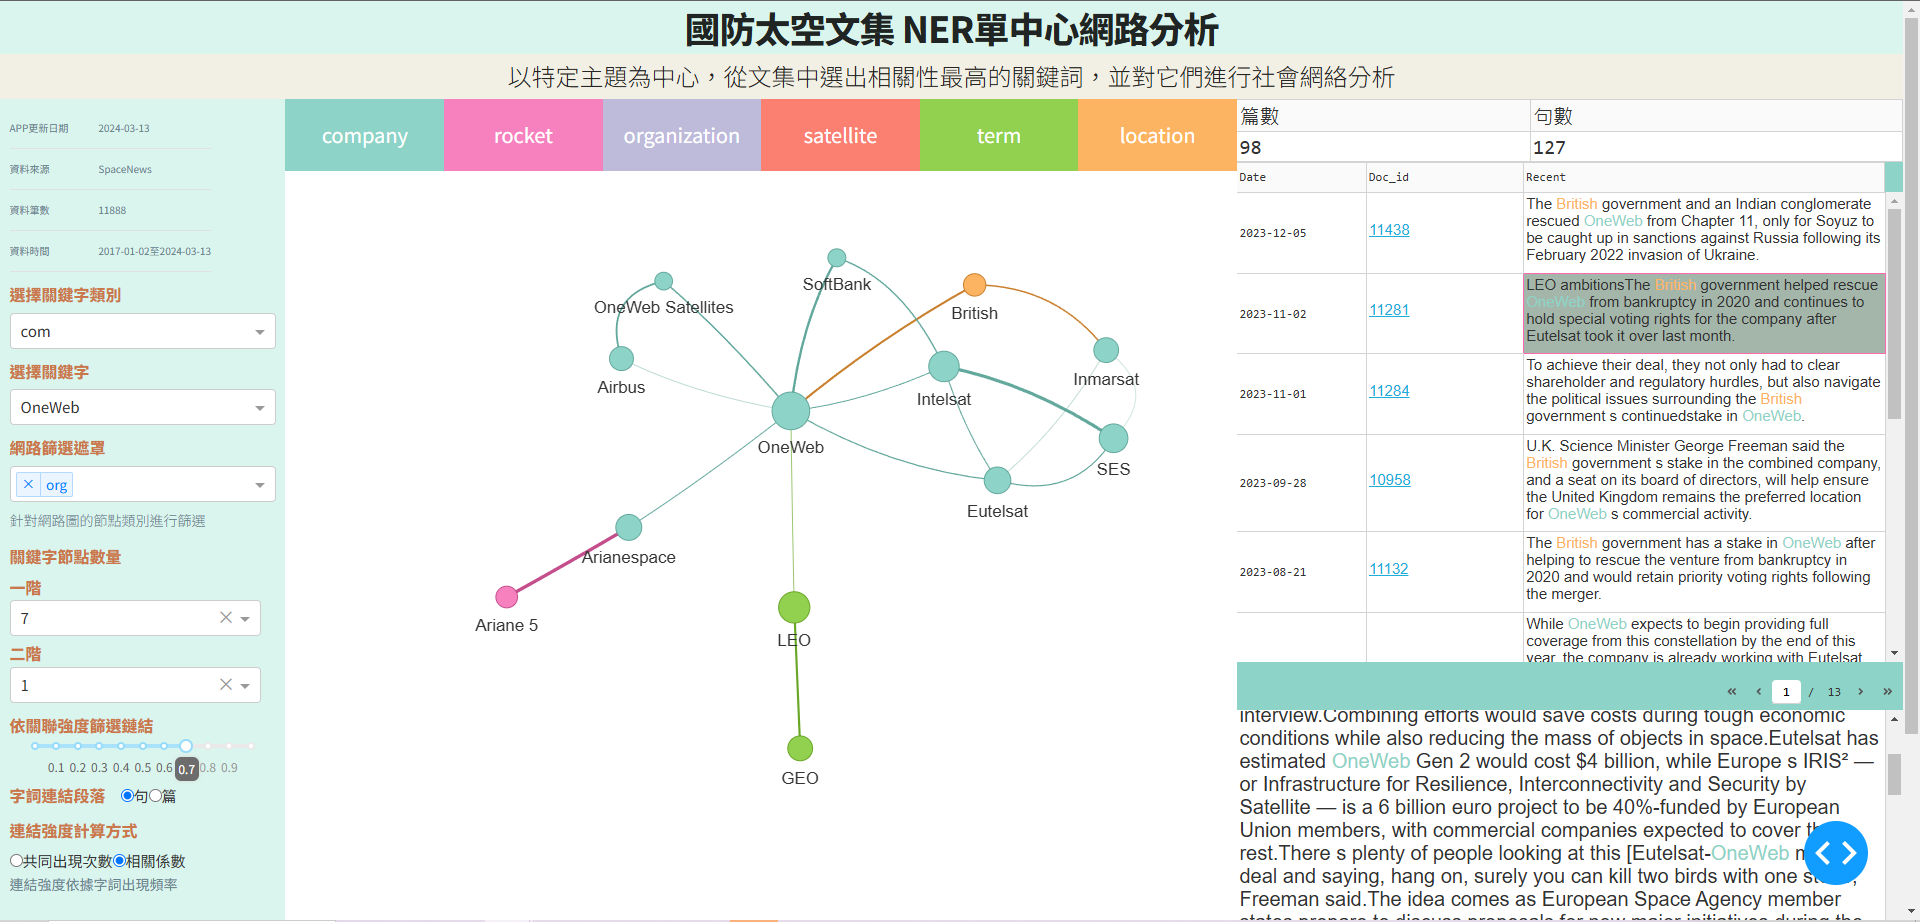 國防太空文集 NER單中心網路分析
以特定主題為中心，從文集中選出相關性最高的關鍵詞，並對它們進行社會網絡分析
APP更新日期 2024-03-13
資料來源 SpaceNews
資料筆數 11888
資料時間 2017-01-02至2024-03-13
選擇關鍵字類別
com
選擇關鍵字
OneWeb
網路篩選遮罩
× org
針對網路圖的節點類別進行篩選
關鍵字節點數量
一階
7
二階
1
依關聯強度篩選鏈結
0.1 0.2 0.3 0.4 0.5 0.6 0.7 0.8 0.9
字詞連結段落 句 篇
連結強度計算方式
共同出現次數 相關係數
連結強度依據字詞出現頻率
company rocket organization satellite term location
SoftBank
OneWeb Satellites
British
Airbus
Inmarsat
Intelsat
OneWeb
SES
Eutelsat
Arianespace
Ariane 5
LEO
GEO
篇數 句數
98 127
Date Doc_id Recent
2023-12-05 11438
The British government and an Indian conglomerate
rescued OneWeb from Chapter 11, only for Soyuz to
be caught up in sanctions against Russia following its
February 2022 invasion of Ukraine.
2023-11-02 11281
LEO ambitionsThe British government helped rescue
OneWeb from bankruptcy in 2020 and continues to
hold special voting rights for the company after
Eutelsat took it over last month.
2023-11-01 11284
To achieve their deal, they not only had to clear
shareholder and regulatory hurdles, but also navigate
the political issues surrounding the British
government s continuedstake in OneWeb.
2023-09-28 10958
U.K. Science Minister George Freeman said the
British government s stake in the combined company,
and a seat on its board of directors, will help ensure
the United Kingdom remains the preferred location
for OneWeb s commercial activity.
2023-08-21 11132
The British government has a stake in OneWeb after
helping to rescue the venture from bankruptcy in
2020 and would retain priority voting rights following
the merger.
While OneWeb expects to begin providing full
coverage from this constellation by the end of this
year, the company is already working with Eutelsat
« ‹ 1 / 13 › »
interview.Combining efforts would save costs during tough economic
conditions while also reducing the mass of objects in space.Eutelsat has
estimated OneWeb Gen 2 would cost $4 billion, while Europe s IRIS² —
or Infrastructure for Resilience, Interconnectivity and Security by
Satellite — is a 6 billion euro project to be 40%-funded by European
Union members, with commercial companies expected to cover
rest.There s plenty of people looking at this [Eutelsat-OneWeb
deal and saying, hang on, surely you can kill two birds with one
Freeman said.The idea comes as European Space Agency member
states prepare to discuss proposals for new major initiatives during the